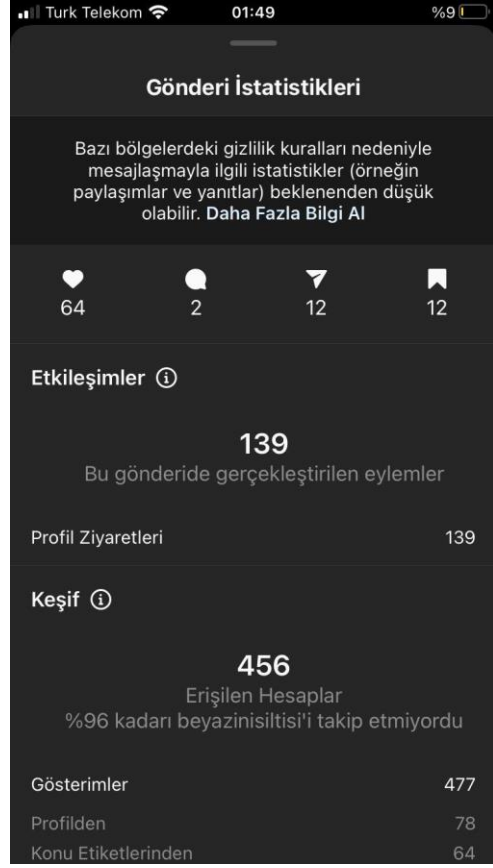 Turk Telekom 01:49 %9
Gönderi İstatistikleri
Bazı bölgelerdeki gizlilik kuralları nedeniyle
mesajlaşmayla ilgili istatistikler (örneğin
paylaşımlar ve yanıtlar) beklenenden düşük
olabilir. Daha Fazla Bilgi Al
64 2 12 12
Etkileşimler
139
Bu gönderide gerçekleştirilen eylemler
Profil Ziyaretleri 139
Keşif
456
Erişilen Hesaplar
%96 kadarı beyazinisiltisi'i takip etmiyordu
Gösterimler 477
Profilden 78
Konu Etiketlerinden 64